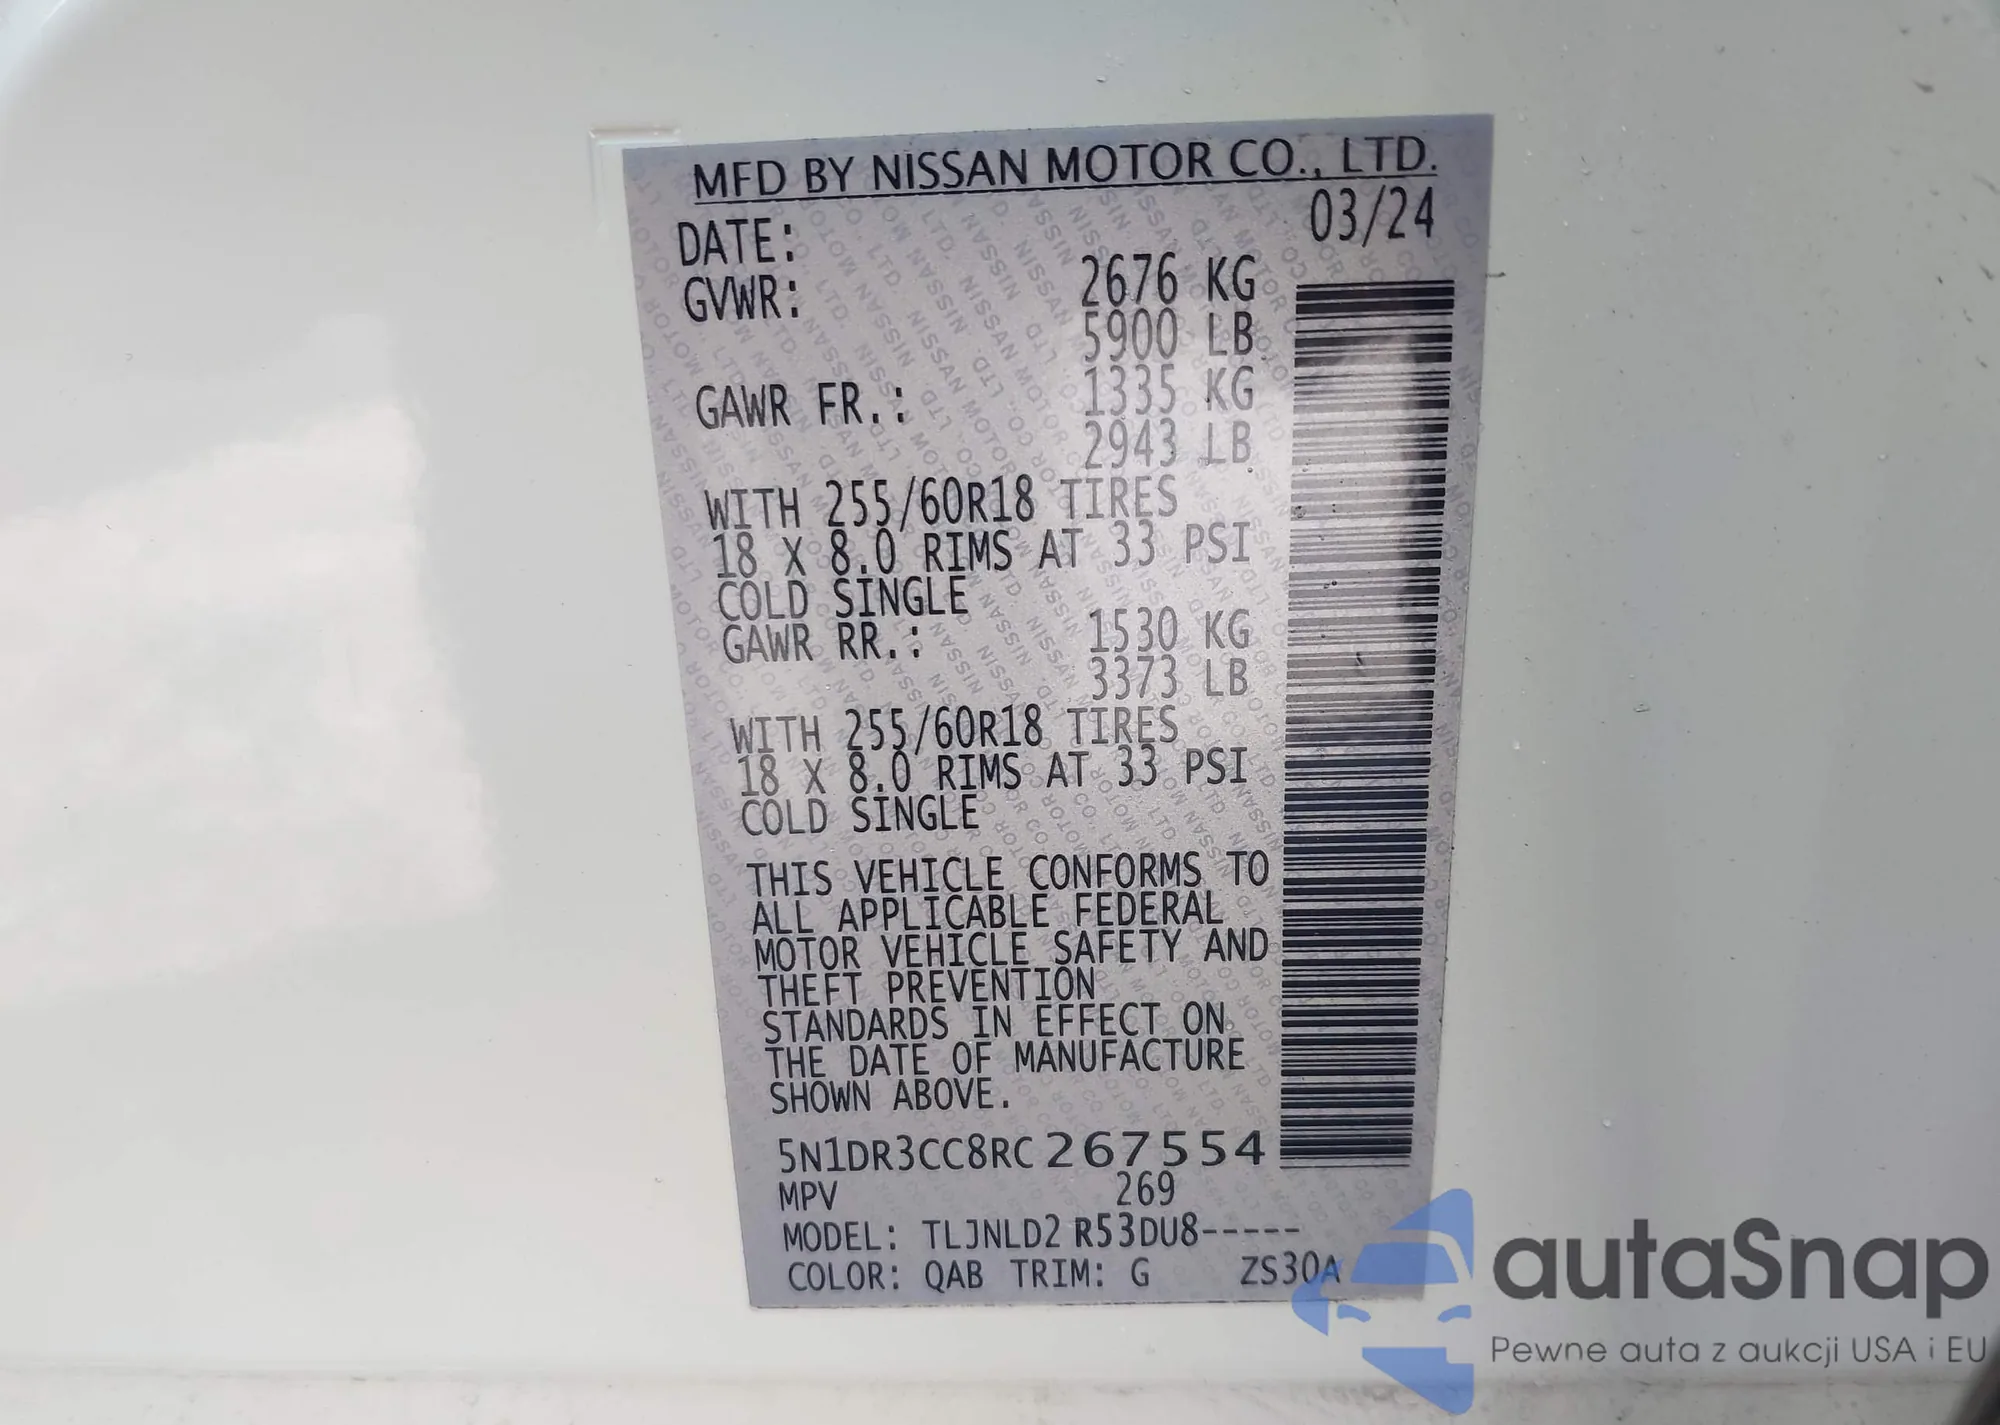 MFD BY NISSAN MOTOR CO., LTD.
DATE: 03/24
GVWR: 2676 KG
5900 LB
GAWR FR.: 1335 KG
2943 LB
WITH 255/60R18 TIRES
18 X 8.0 RIMS AT 33 PSI
COLD SINGLE
GAWR RR.: 1530 KG
3373 LB
WITH 255/60R18 TIRES
18 X 8.0 RIMS AT 33 PSI
COLD SINGLE
THIS VEHICLE CONFORMS TO
ALL APPLICABLE FEDERAL
MOTOR VEHICLE SAFETY AND
THEFT PREVENTION
STANDARDS IN EFFECT ON
THE DATE OF MANUFACTURE
SHOWN ABOVE.
5N1DR3CC8RC267554
MPV 269
MODEL: TLJNLD2 R53DU8-----
COLOR: QAB TRIM: G ZS30A
autaSnap
Pewne auta z aukcji USA i EU